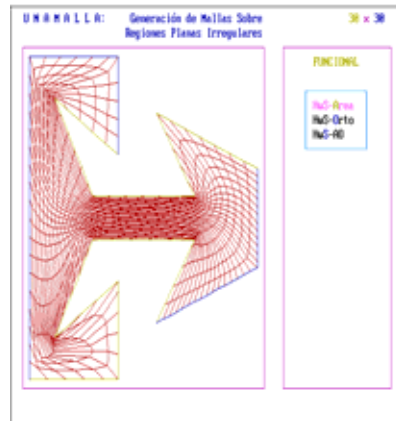 U N A M A L L A: Generación de Mallas Sobre
Regiones Planas Irregulares
30 x 30
FUNCIONAL
HwS-Area
HwS-Orto
HwS-AO